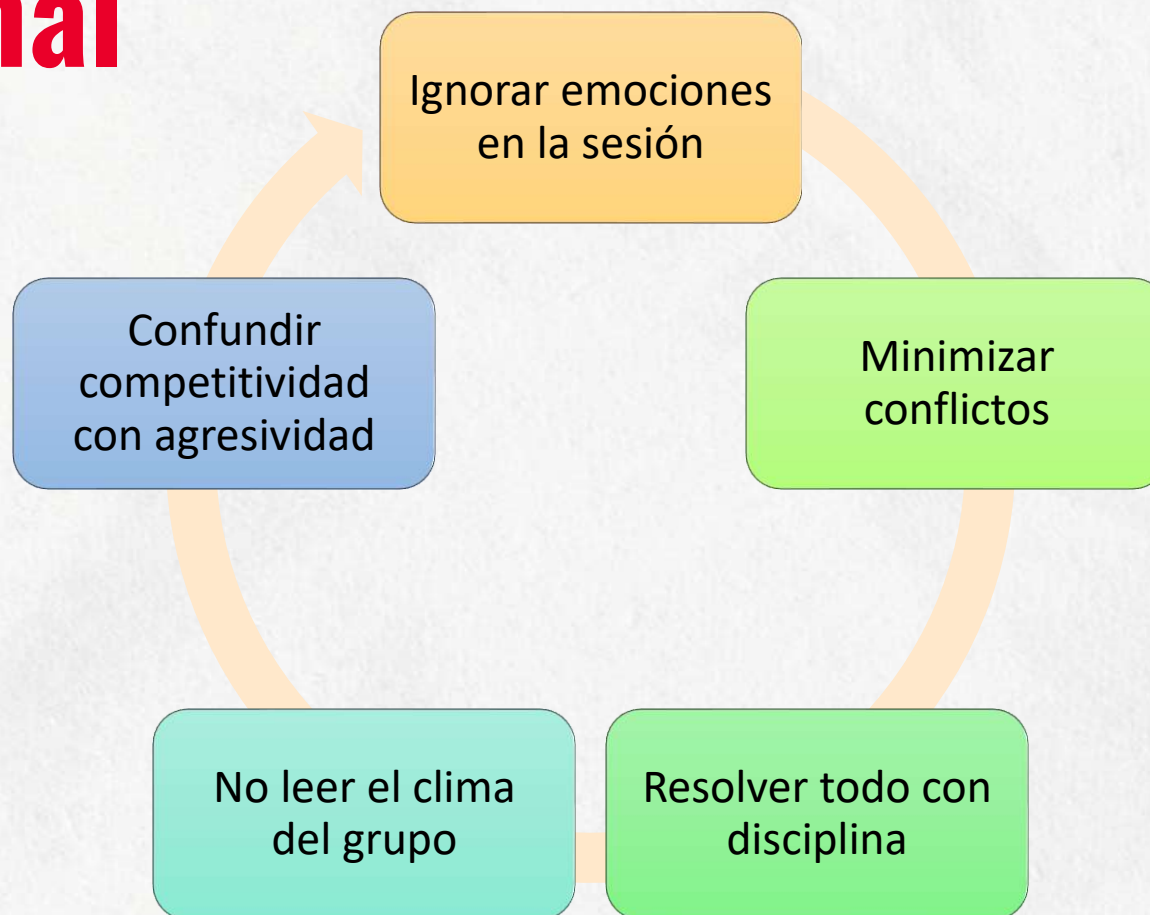 nal
Ignorar emociones
en la sesión
Minimizar
conflictos
Resolver todo con
disciplina
No leer el clima
del grupo
Confundir
competitividad
con agresividad